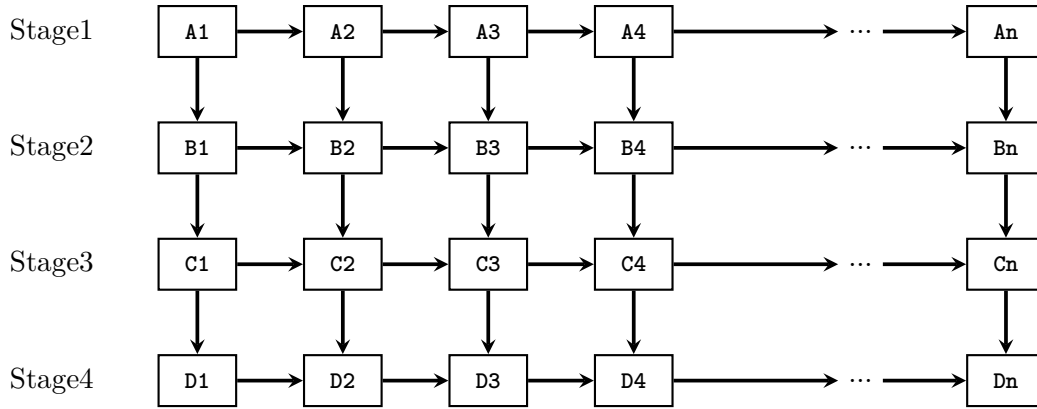 Stage1 A1 A2 A3 A4 ... An
Stage2 B1 B2 B3 B4 ... Bn
Stage3 C1 C2 C3 C4 ... Cn
Stage4 D1 D2 D3 D4 ... Dn